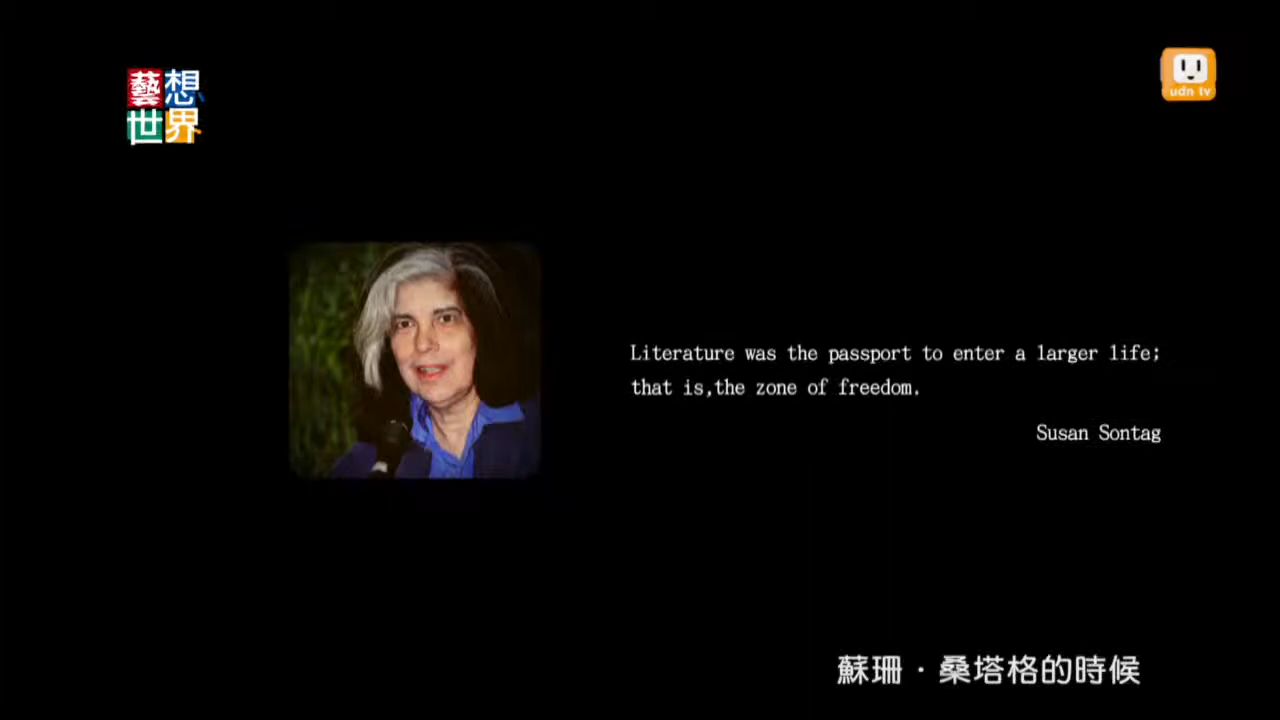 藝想
世界
udn tv
Literature was the passport to enter a larger life;
that is,the zone of freedom.
Susan Sontag
蘇珊·桑塔格的時候